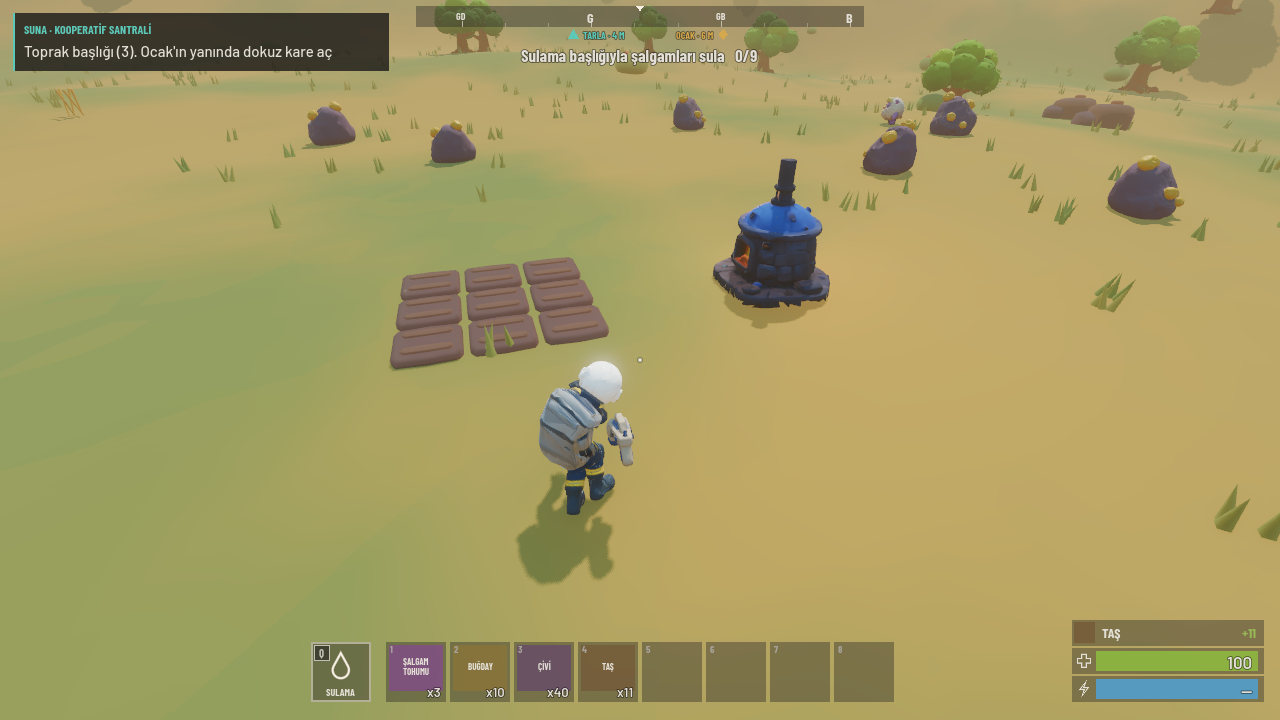 SUNA · KOOPERATİF SANTRALİ
Toprak başlığı (3). Ocak'ın yanında dokuz kare aç
GD
G
GB
B
TARLA · 4 M
OCAK · 6 M
Sulama başlığıyla şalgamları sula 0/9
0
SULAMA
1
ŞALGAM
TOHUMU
x3
2
BUĞDAY
x10
3
ÇİVİ
x40
4
TAŞ
x11
5
6
7
8
TAŞ +11
100
—